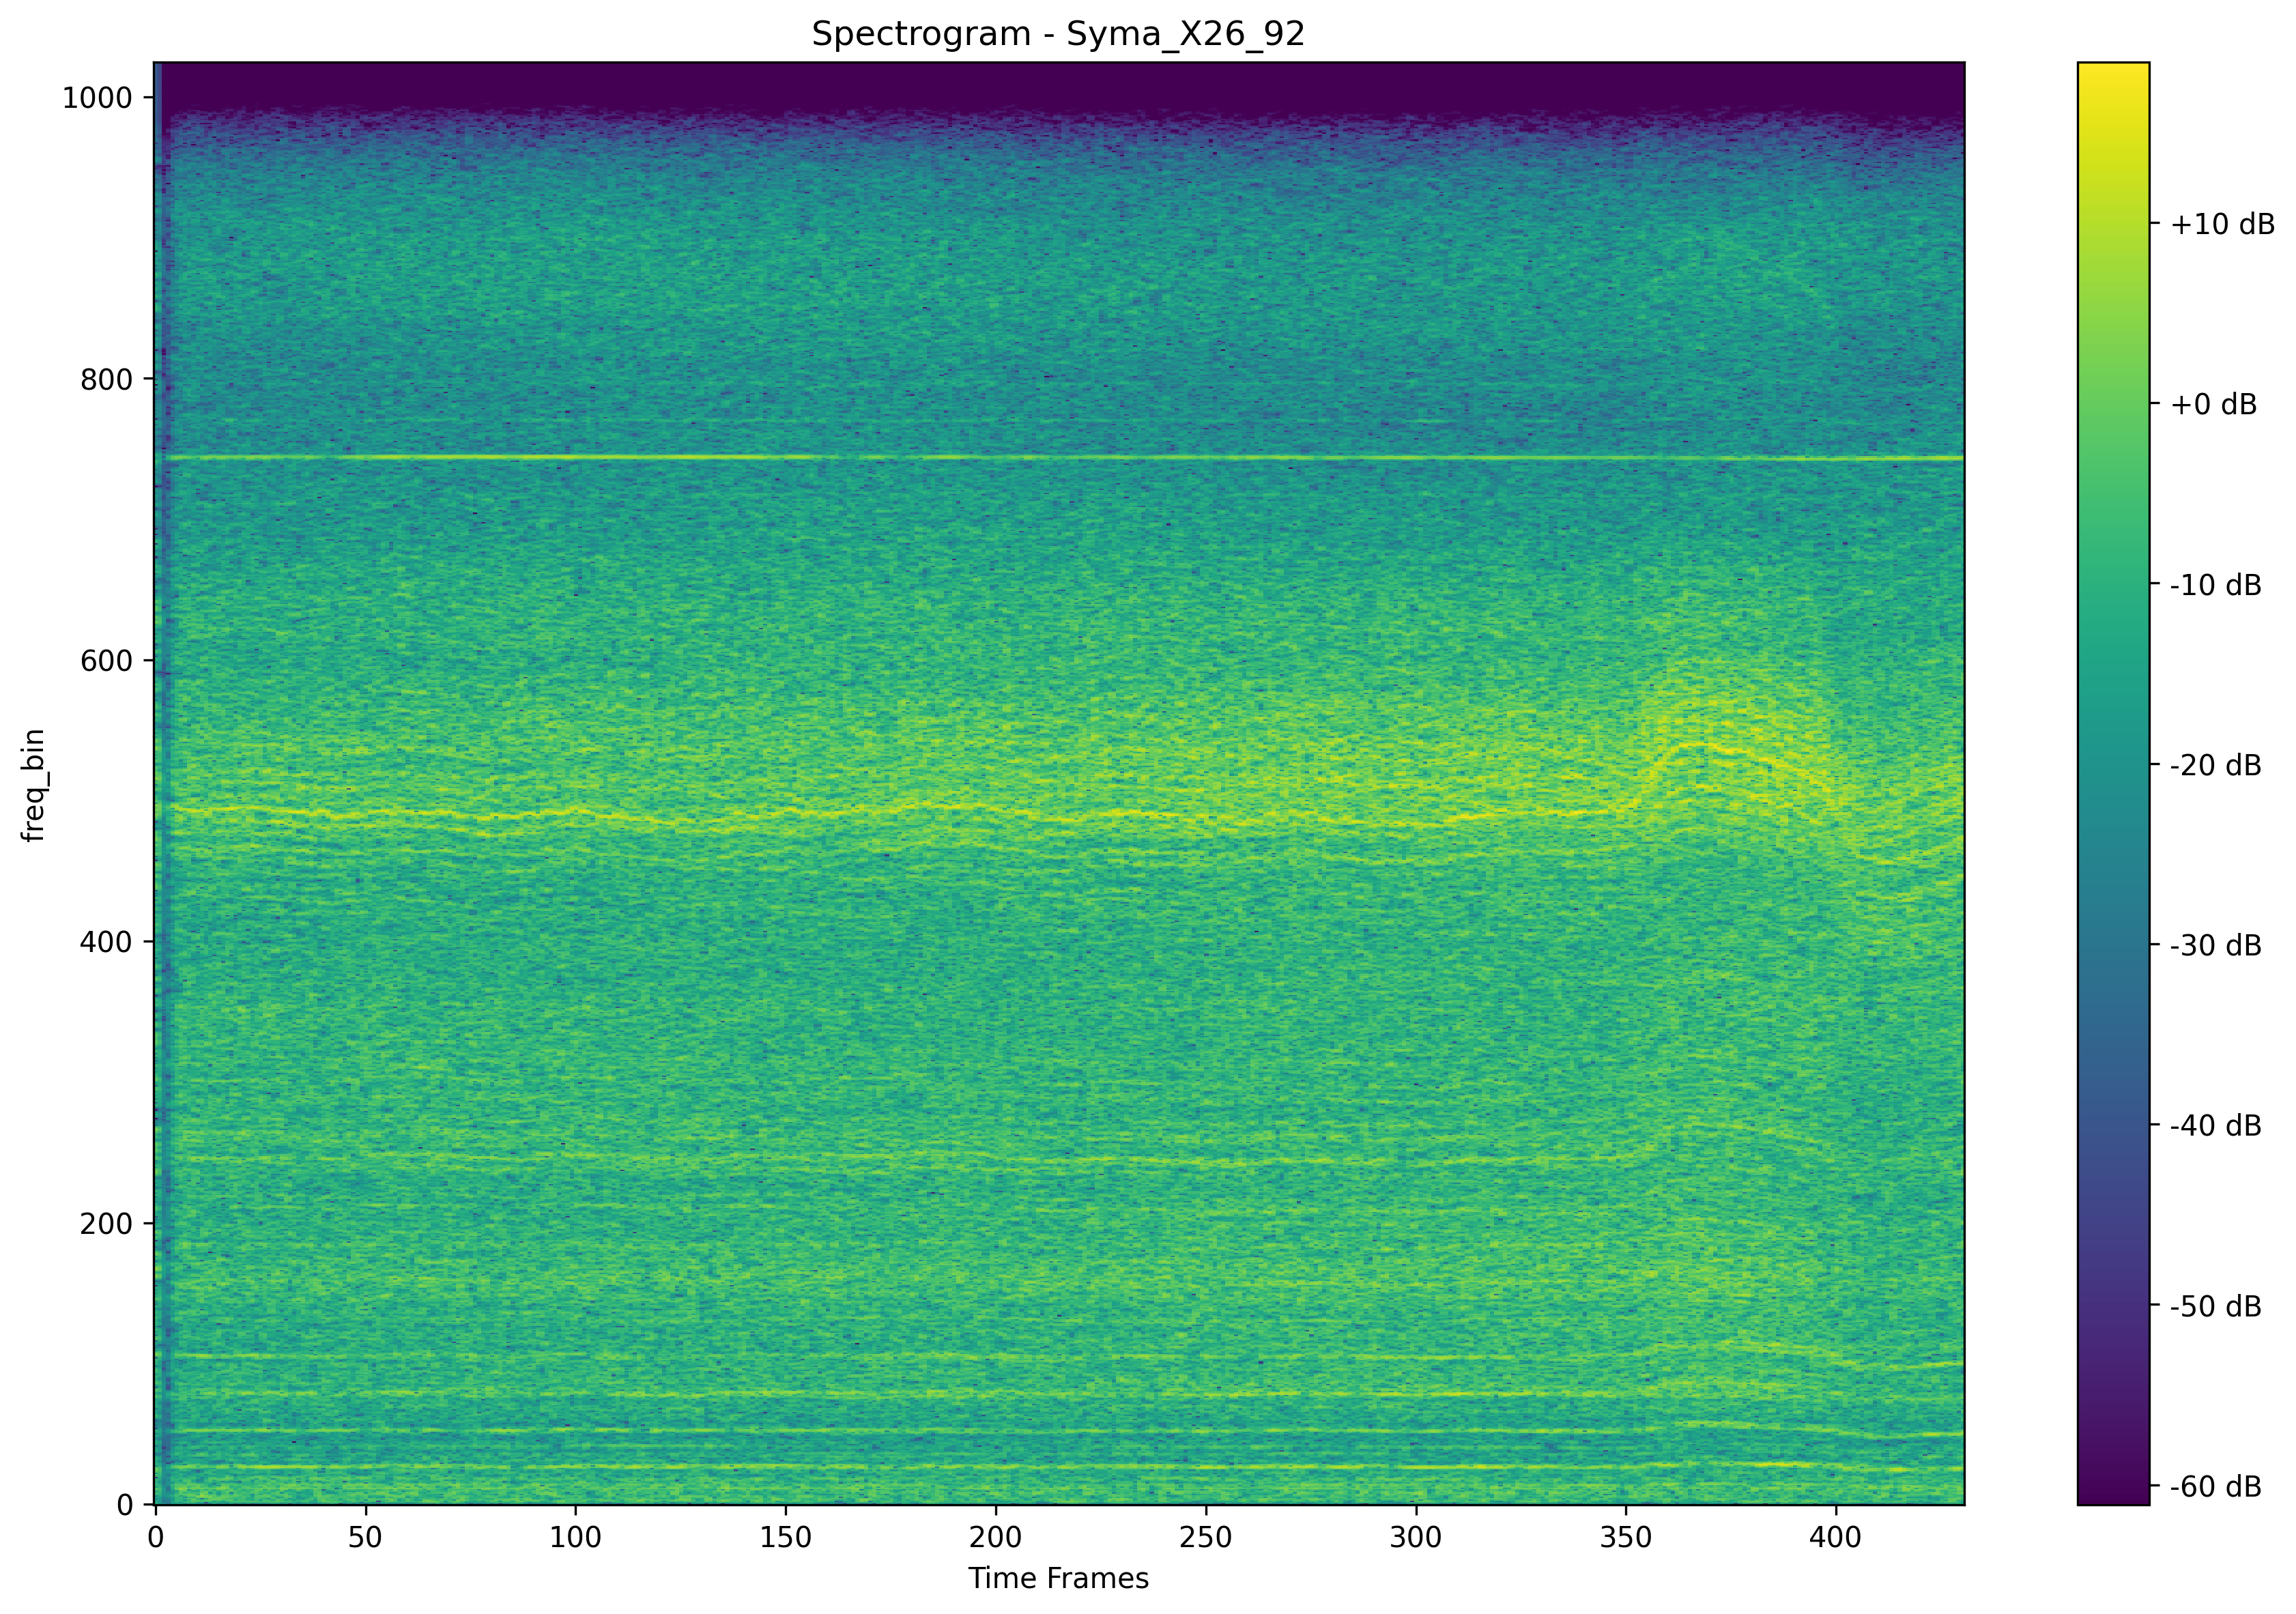 Spectrogram - Syma_X26_92
freq_bin
1000
800
600
400
200
0
0 50 100 150 200 250 300 350 400
Time Frames
+10 dB
+0 dB
-10 dB
-20 dB
-30 dB
-40 dB
-50 dB
-60 dB